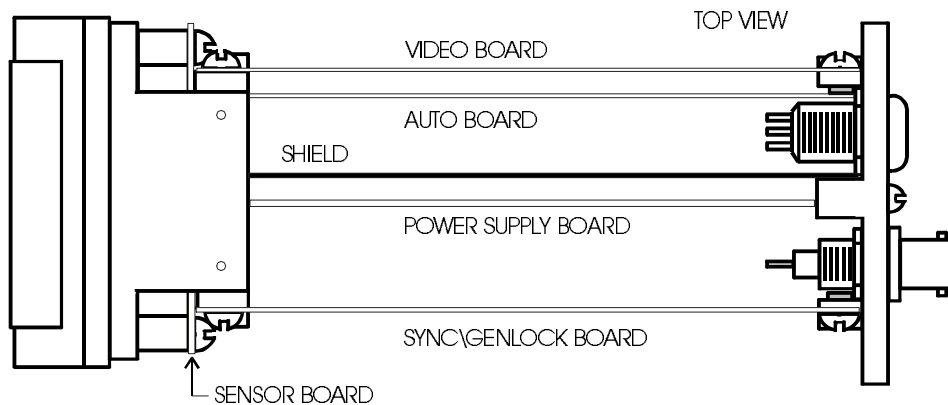 TOP VIEW
VIDEO BOARD
AUTO BOARD
SHIELD
POWER SUPPLY BOARD
SYNC\GENLOCK BOARD
SENSOR BOARD